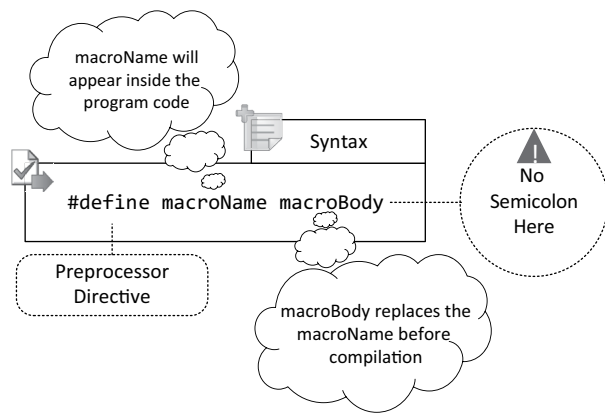 macroName will
appear inside the
program code
Syntax
#define macroName macroBody
No
Semicolon
Here
Preprocessor
Directive
macroBody replaces the
macroName before
compilation